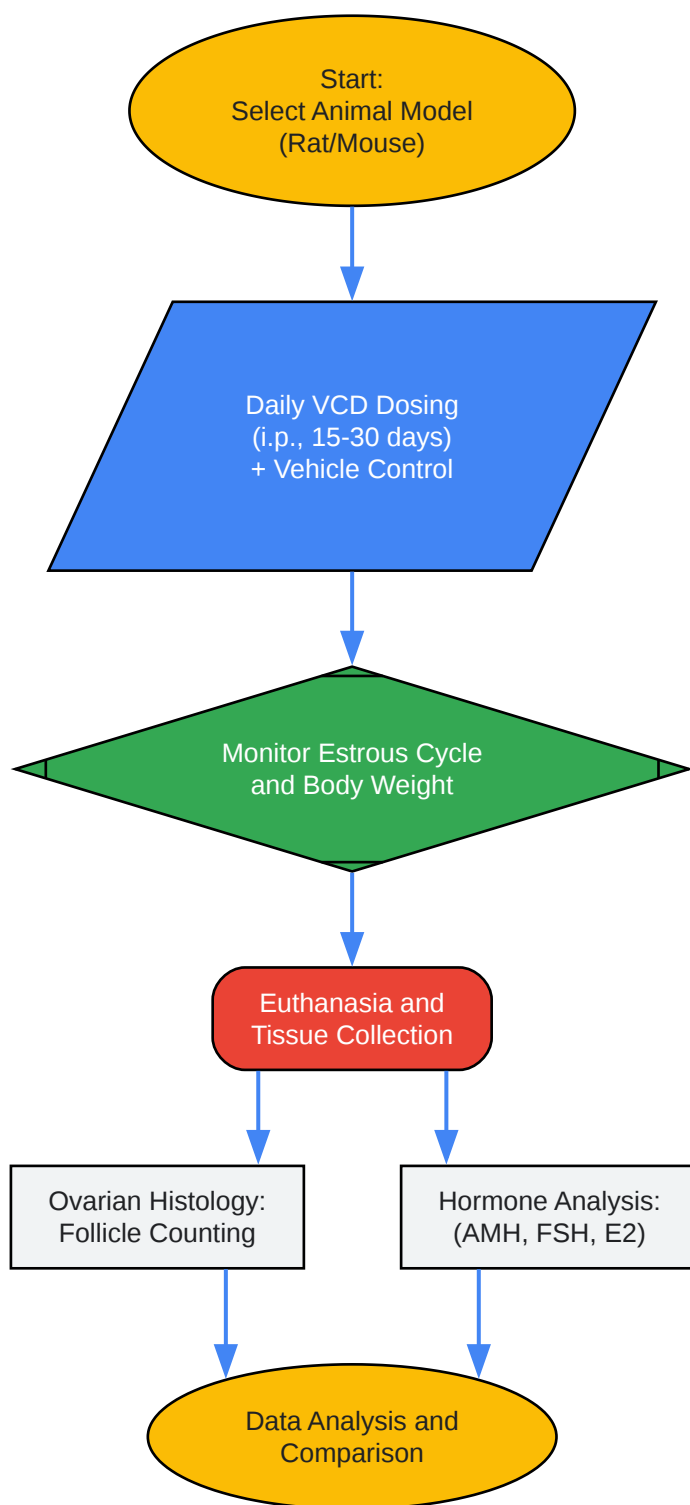 Start:
Select Animal Model
(Rat/Mouse)
Daily VCD Dosing
(i.p., 15-30 days)
+ Vehicle Control
Monitor Estrous Cycle
and Body Weight
Euthanasia and
Tissue Collection
Ovarian Histology:
Follicle Counting
Hormone Analysis:
(AMH, FSH, E2)
Data Analysis and
Comparison